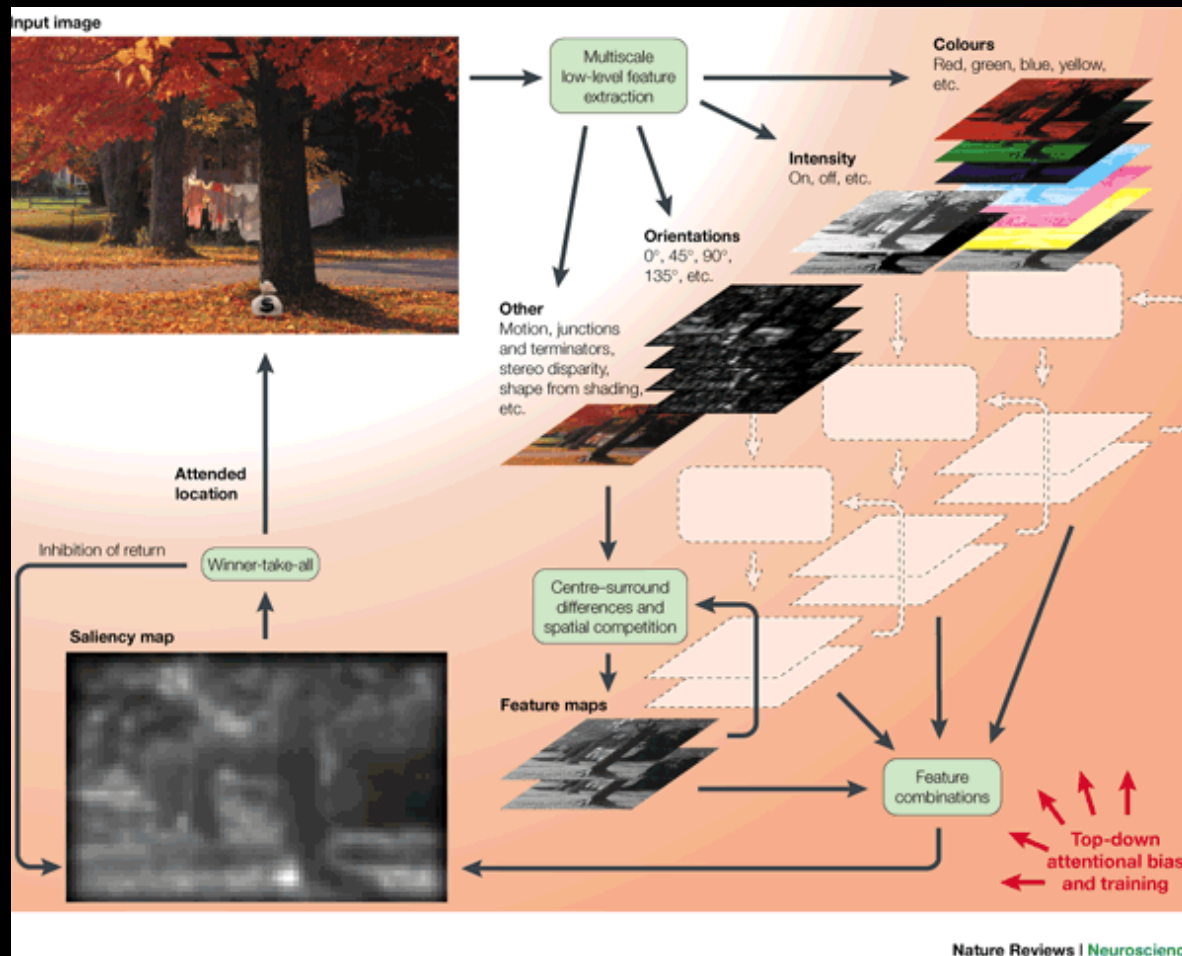 Input image
Multiscale
low-level feature
extraction
Colours
Red, green, blue, yellow,
etc.
Intensity
On, off, etc.
Orientations
0°, 45°, 90°,
135°, etc.
Other
Motion, junctions
and terminators,
stereo disparity,
shape from shading,
etc.
$
Attended
location
Inhibition of return
Winner-take-all
Centre–surround
differences and
spatial competition
Saliency map
Feature maps
Feature
combinations
Top-down
attentional bias
and training
Nature Reviews | Neuroscienc